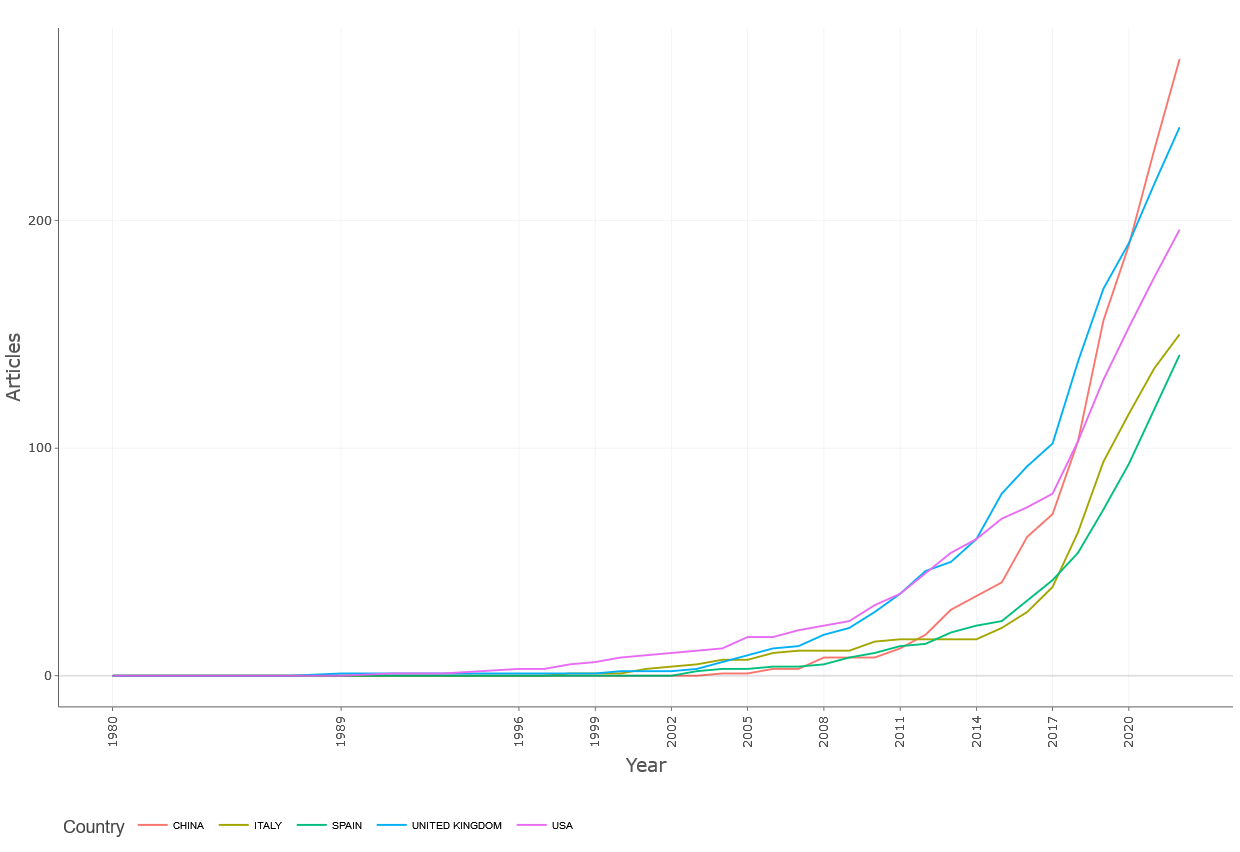 Articles
200
100
0
1980 1989 1996 1999 2002 2005 2008 2011 2014 2017 2020
Year
Country CHINA ITALY SPAIN UNITED KINGDOM USA